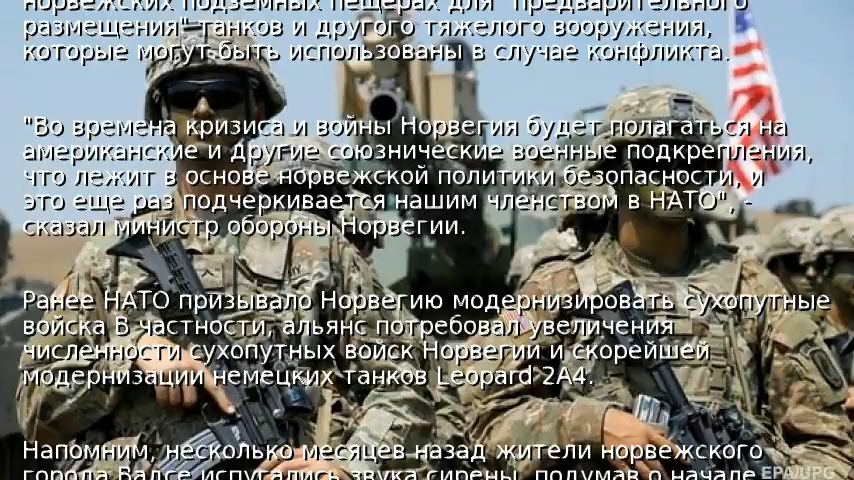 норвежских подземных пещерах для "предварительного
размещения" танков и другого тяжелого вооружения,
которые могут быть использованы в случае конфликта.
"Во времена кризиса и войны Норвегия будет полагаться на
американские и другие союзнические военные подкрепления,
что лежит в основе норвежской политики безопасности, и
это еще раз подчеркивается нашим членством в НАТО", -
сказал министр обороны Норвегии.
Ранее НАТО призывало Норвегию модернизировать сухопутные
войска В частности, альянс потребовал увеличения
численности сухопутных войск Норвегии и скорейшей
модернизации немецких танков Leopard 2A4.
Напомним, несколько месяцев назад жители норвежского
города Вадсе испугались звука сирены, подумав о начале
EPA/UPG